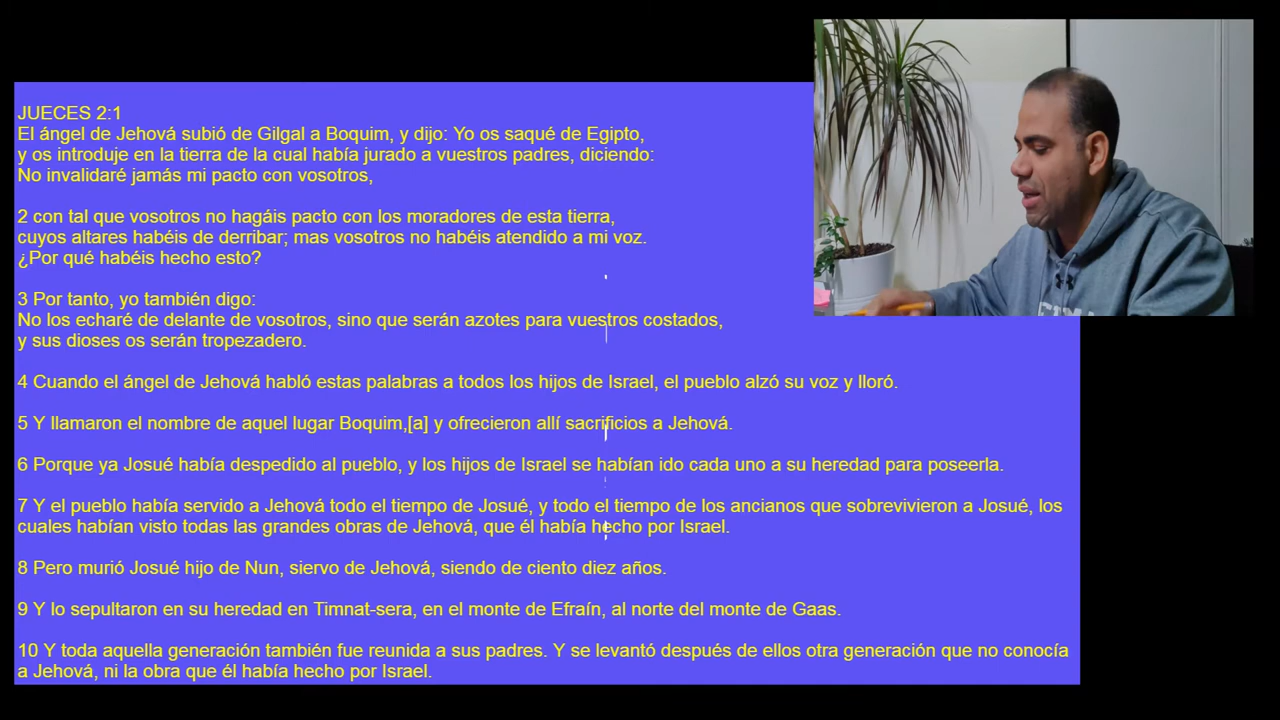 JUECES 2:1
El ángel de Jehová subió de Gilgal a Boquim, y dijo: Yo os saqué de Egipto,
y os introduje en la tierra de la cual había jurado a vuestros padres, diciendo:
No invalidaré jamás mi pacto con vosotros,
2 con tal que vosotros no hagáis pacto con los moradores de esta tierra,
cuyos altares habéis de derribar; mas vosotros no habéis atendido a mi voz.
¿Por qué habéis hecho esto?
3 Por tanto, yo también digo:
No los echaré de delante de vosotros, sino que serán azotes para vuestros costados,
y sus dioses os serán tropezadero.
4 Cuando el ángel de Jehová habló estas palabras a todos los hijos de Israel, el pueblo alzó su voz y lloró.
5 Y llamaron el nombre de aquel lugar Boquim,[a] y ofrecieron allí sacrificios a Jehová.
6 Porque ya Josué había despedido al pueblo, y los hijos de Israel se habían ido cada uno a su heredad para poseerla.
7 Y el pueblo había servido a Jehová todo el tiempo de Josué, y todo el tiempo de los ancianos que sobrevivieron a Josué, los
cuales habían visto todas las grandes obras de Jehová, que él había hecho por Israel.
8 Pero murió Josué hijo de Nun, siervo de Jehová, siendo de ciento diez años.
9 Y lo sepultaron en su heredad en Timnat-sera, en el monte de Efraín, al norte del monte de Gaas.
10 Y toda aquella generación también fue reunida a sus padres. Y se levantó después de ellos otra generación que no conocía
a Jehová, ni la obra que él había hecho por Israel.